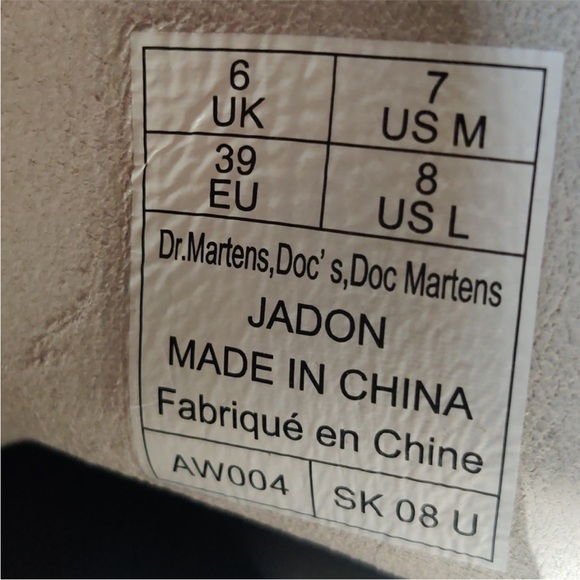 6 UK
7 US M
39 EU
8 US L
Dr.Martens,Doc's,Doc Martens
JADON
MADE IN CHINA
Fabriqué en Chine
AW004
SK 08 U